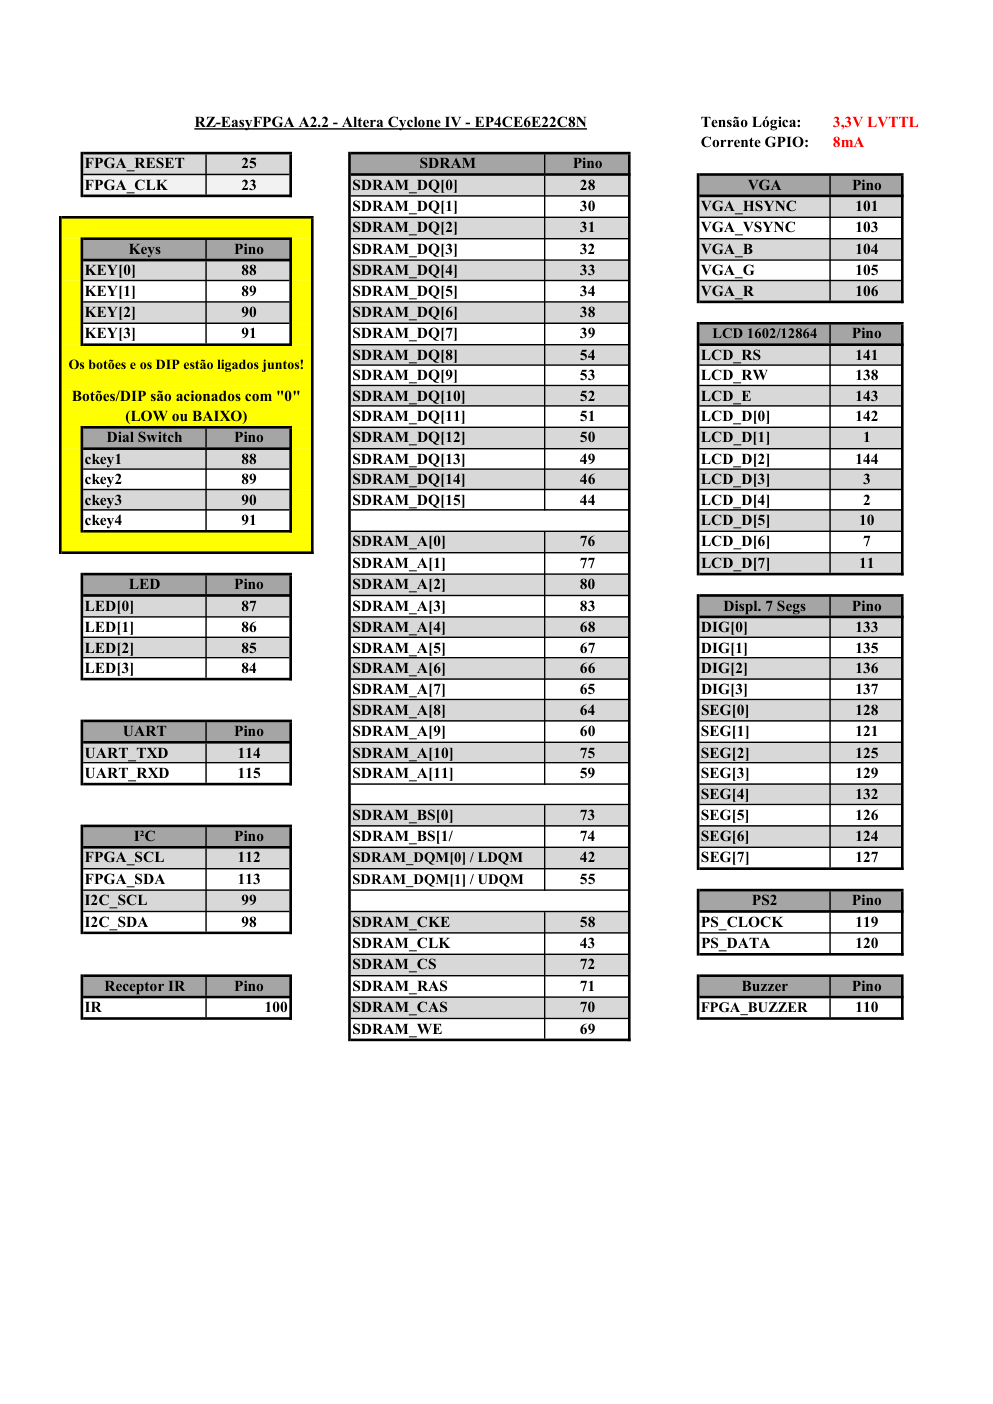 RZ-EasyFPGA A2.2 - Altera Cyclone IV - EP4CE6E22C8N
Tensão Lógica: 3,3V LVTTL
Corrente GPIO: 8mA
FPGA_RESET 25
FPGA_CLK 23
Keys Pino
KEY[0] 88
KEY[1] 89
KEY[2] 90
KEY[3] 91
Os botões e os DIP estão ligados juntos!
Botões/DIP são acionados com "0"
(LOW ou BAIXO)
Dial Switch Pino
ckey1 88
ckey2 89
ckey3 90
ckey4 91
LED Pino
LED[0] 87
LED[1] 86
LED[2] 85
LED[3] 84
UART Pino
UART_TXD 114
UART_RXD 115
I²C Pino
FPGA_SCL 112
FPGA_SDA 113
I2C_SCL 99
I2C_SDA 98
Receptor IR Pino
IR 100
SDRAM Pino
SDRAM_DQ[0] 28
SDRAM_DQ[1] 30
SDRAM_DQ[2] 31
SDRAM_DQ[3] 32
SDRAM_DQ[4] 33
SDRAM_DQ[5] 34
SDRAM_DQ[6] 38
SDRAM_DQ[7] 39
SDRAM_DQ[8] 54
SDRAM_DQ[9] 53
SDRAM_DQ[10] 52
SDRAM_DQ[11] 51
SDRAM_DQ[12] 50
SDRAM_DQ[13] 49
SDRAM_DQ[14] 46
SDRAM_DQ[15] 44
SDRAM_A[0] 76
SDRAM_A[1] 77
SDRAM_A[2] 80
SDRAM_A[3] 83
SDRAM_A[4] 68
SDRAM_A[5] 67
SDRAM_A[6] 66
SDRAM_A[7] 65
SDRAM_A[8] 64
SDRAM_A[9] 60
SDRAM_A[10] 75
SDRAM_A[11] 59
SDRAM_BS[0] 73
SDRAM_BS[1/ 74
SDRAM_DQM[0] / LDQM 42
SDRAM_DQM[1] / UDQM 55
SDRAM_CKE 58
SDRAM_CLK 43
SDRAM_CS 72
SDRAM_RAS 71
SDRAM_CAS 70
SDRAM_WE 69
VGA Pino
VGA_HSYNC 101
VGA_VSYNC 103
VGA_B 104
VGA_G 105
VGA_R 106
LCD 1602/12864 Pino
LCD_RS 141
LCD_RW 138
LCD_E 143
LCD_D[0] 142
LCD_D[1] 1
LCD_D[2] 144
LCD_D[3] 3
LCD_D[4] 2
LCD_D[5] 10
LCD_D[6] 7
LCD_D[7] 11
Displ. 7 Segs Pino
DIG[0] 133
DIG[1] 135
DIG[2] 136
DIG[3] 137
SEG[0] 128
SEG[1] 121
SEG[2] 125
SEG[3] 129
SEG[4] 132
SEG[5] 126
SEG[6] 124
SEG[7] 127
PS2 Pino
PS_CLOCK 119
PS_DATA 120
Buzzer Pino
FPGA_BUZZER 110